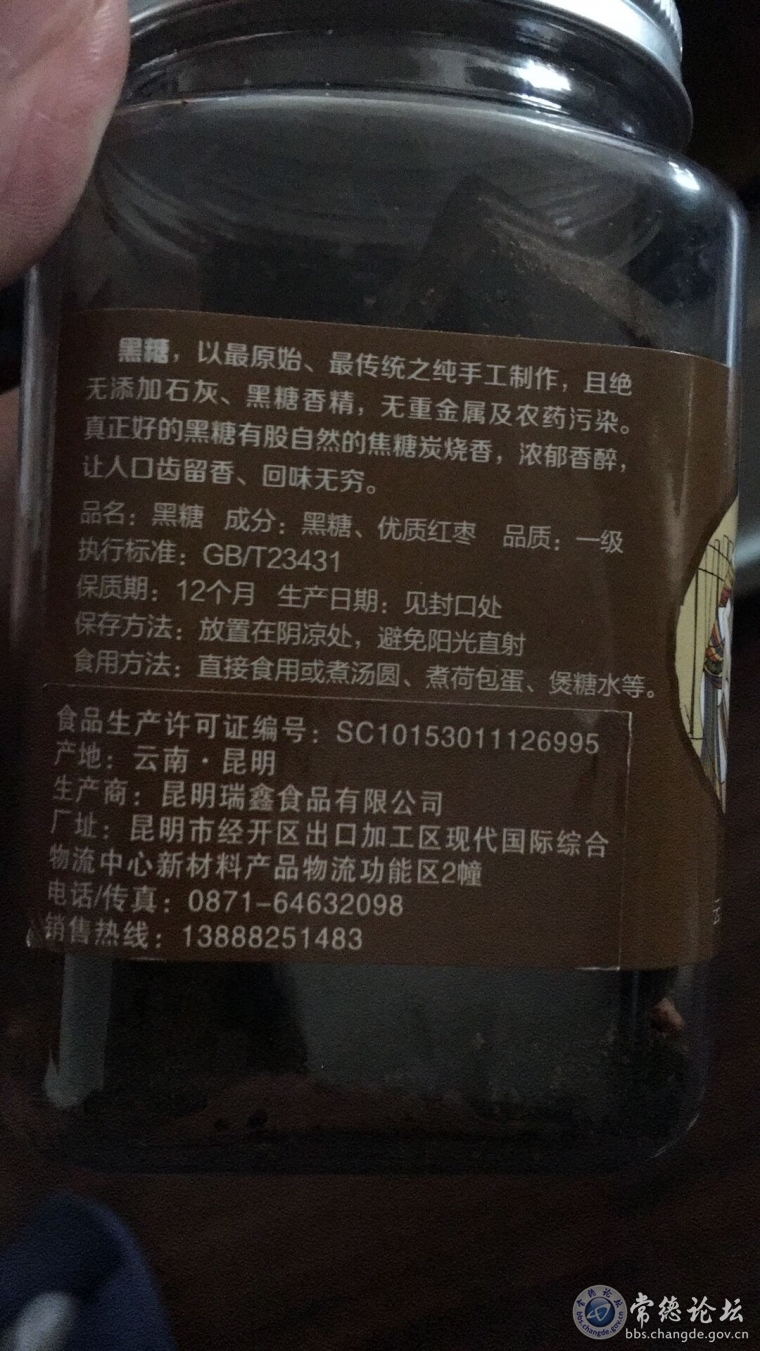 黑糖，以最原始、最传统之纯手工制作，且绝
无添加石灰、黑糖香精，无重金属及农药污染。
真正好的黑糖有股自然的焦糖炭烧香，浓郁香醉，
让人口齿留香、回味无穷。
品名：黑糖 成分：黑糖、优质红枣 品质：一级
执行标准：GB/T23431
保质期：12个月 生产日期：见封口处
保存方法：放置在阴凉处，避免阳光直射
食用方法：直接食用或煮汤圆、煮荷包蛋、煲糖水等。
食品生产许可证编号：SC10153011126995
产地：云南·昆明
生产商：昆明瑞鑫食品有限公司
厂址：昆明市经开区出口加工区现代国际综合
物流中心新材料产品物流功能区2幢
电话/传真：0871-64632098
销售热线：13888251483
云
常德论坛
bbs.changde.gov.cn
常德论坛
bbs.changde.gov.cn